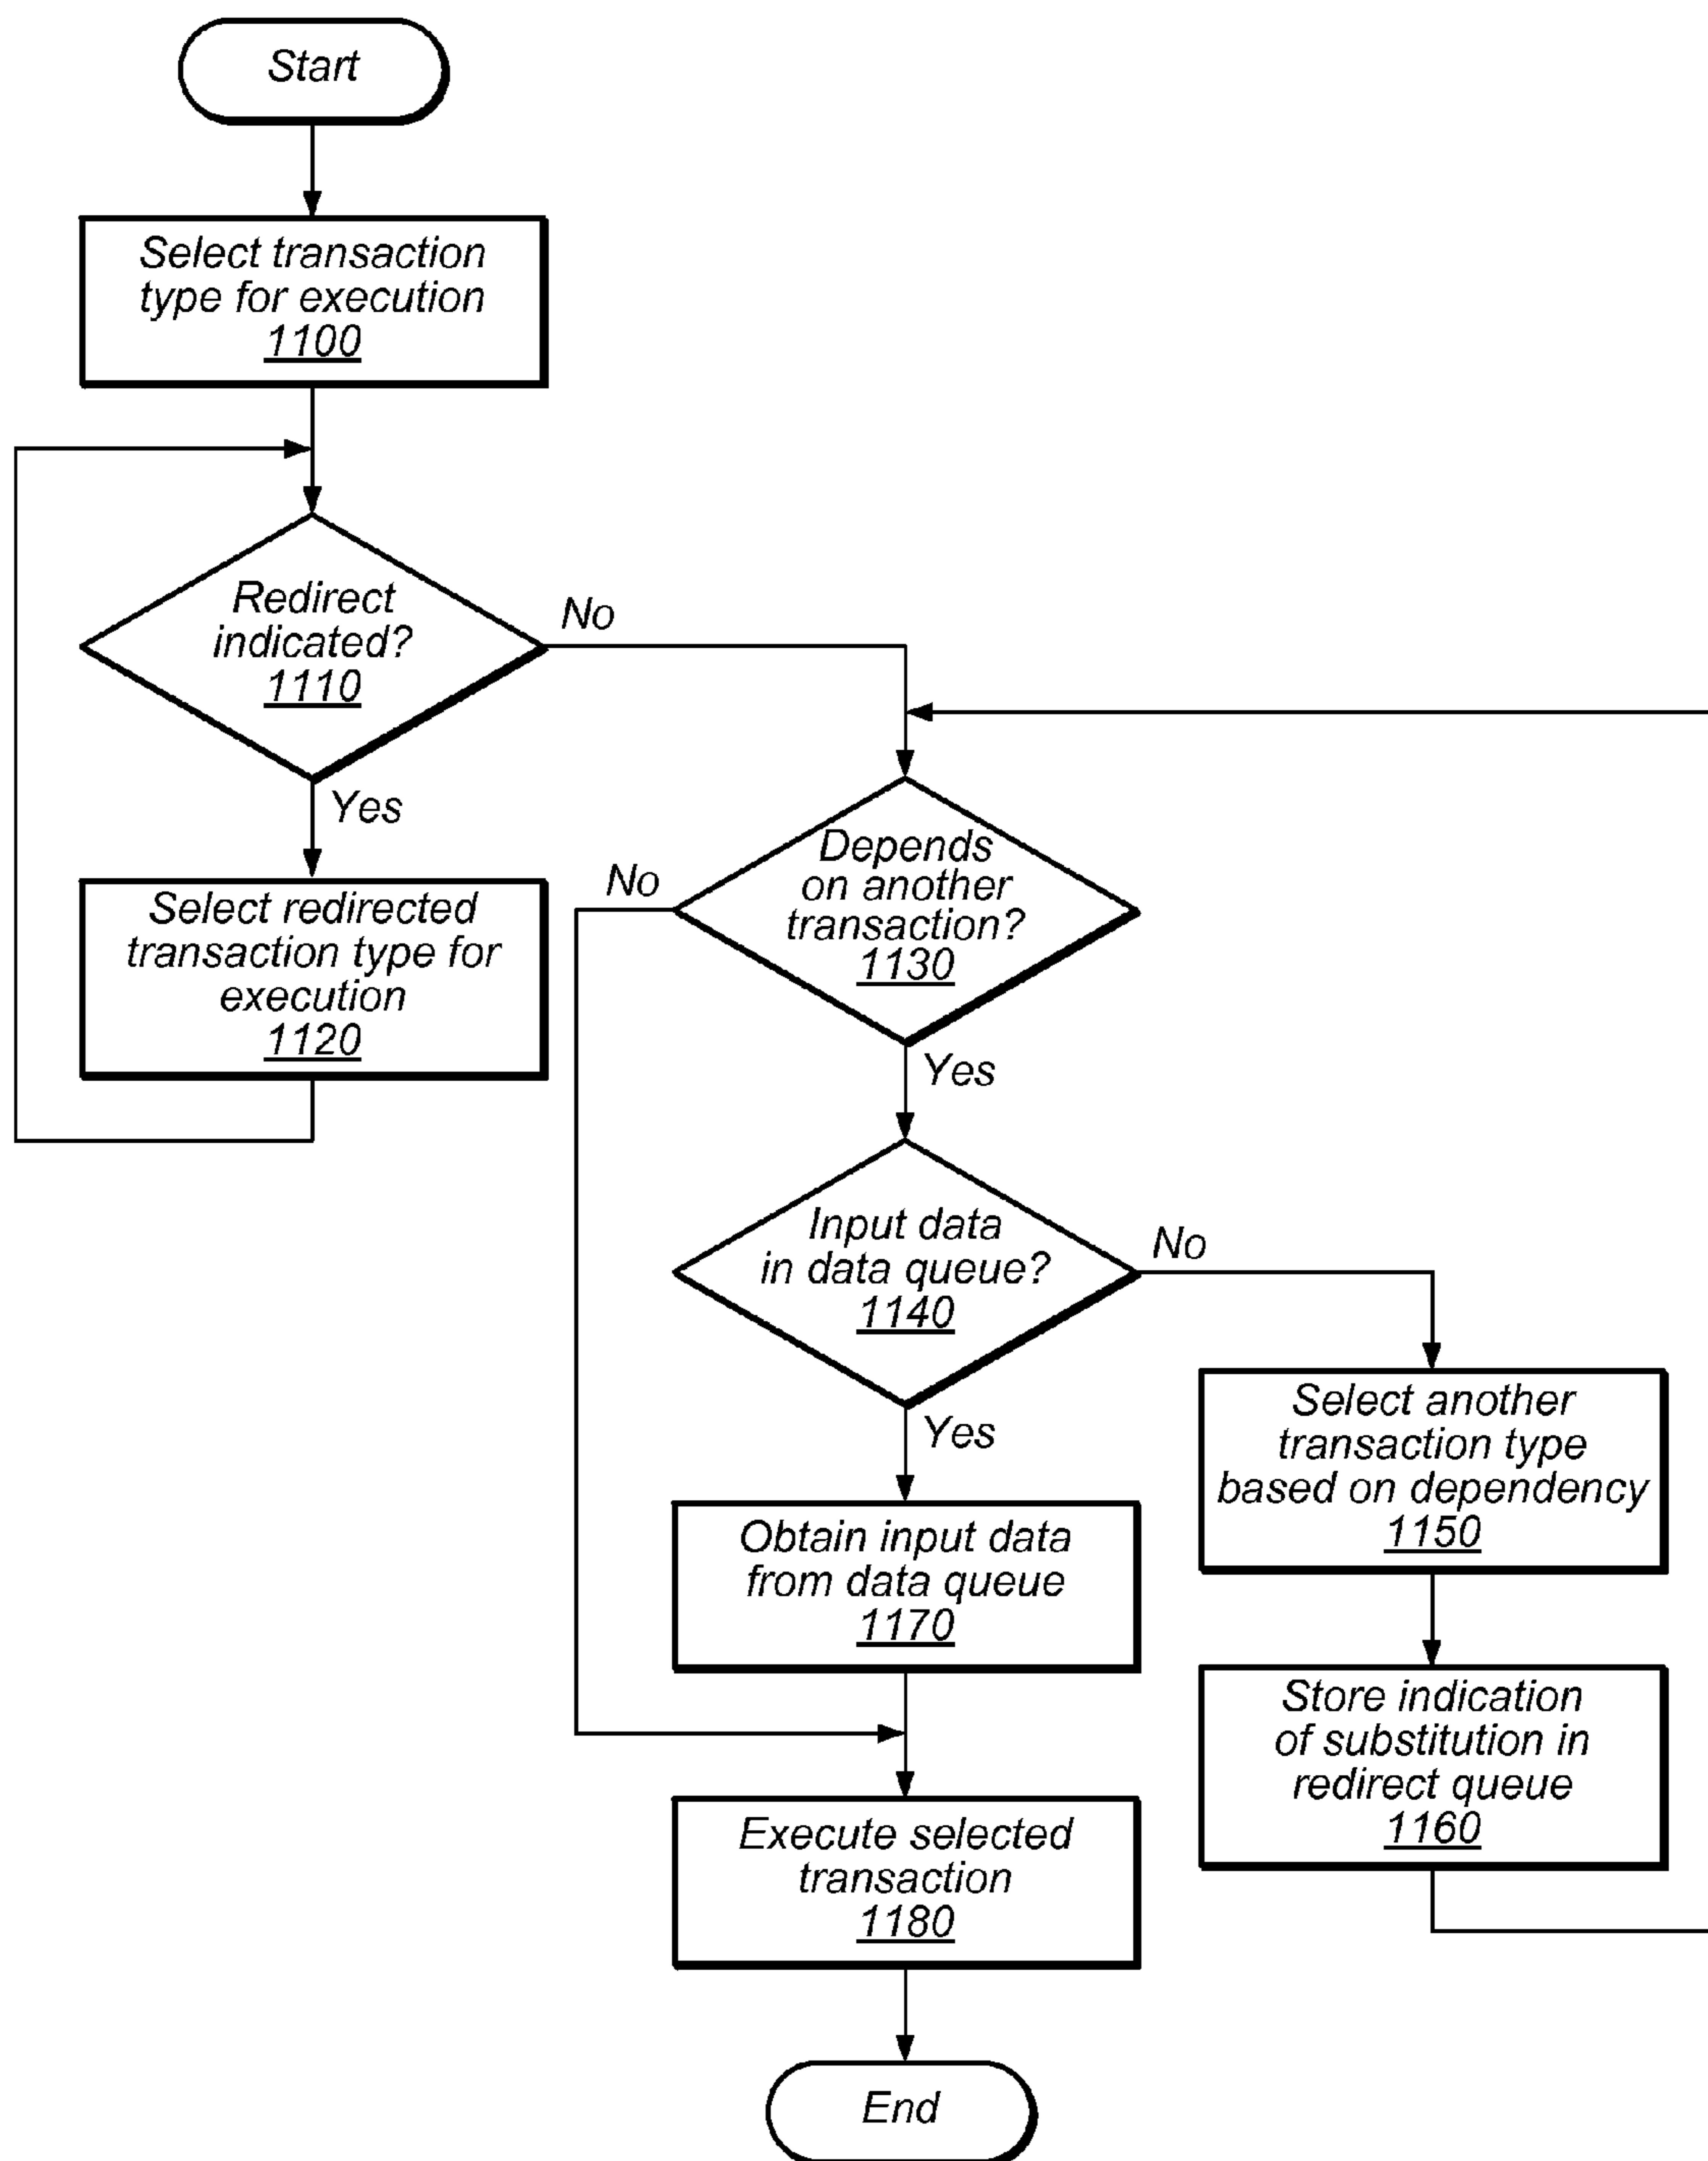 Start
Select transaction
type for execution
1100
Redirect
indicated?
1110
No
Yes
Select redirected
transaction type for
execution
1120
Depends
on another
transaction?
1130
No
Yes
Input data
in data queue?
1140
No
Yes
Select another
transaction type
based on dependency
1150
Obtain input data
from data queue
1170
Store indication
of substitution in
redirect queue
1160
Execute selected
transaction
1180
End